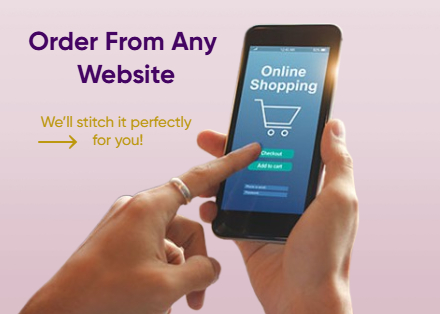 Order From Any
Website
We'll stitch it perfectly
for you!
Online
Shopping
Checkout
Add to cart